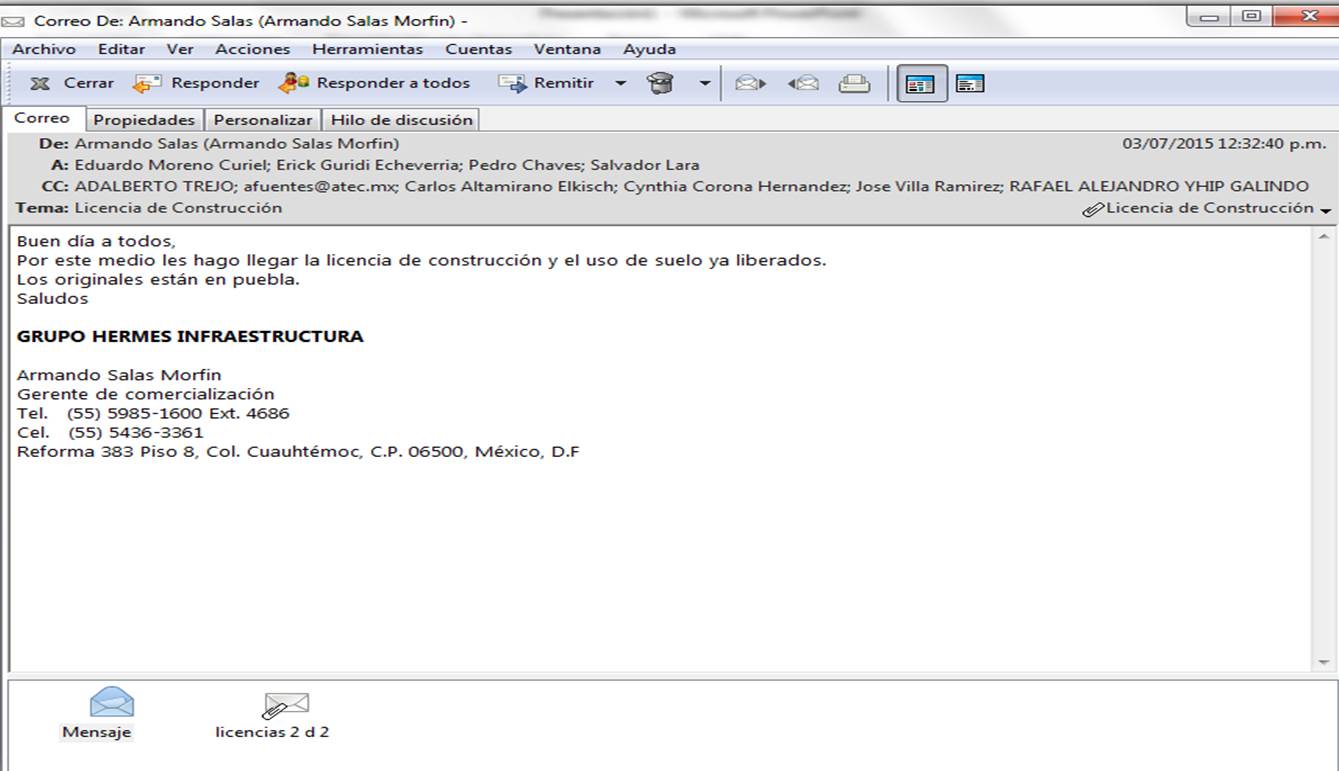 Correo De: Armando Salas (Armando Salas Morfin) -
Archivo Editar Ver Acciones Herramientas Cuentas Ventana Ayuda
Cerrar Responder Responder a todos Remitir
Correo Propiedades Personalizar Hilo de discusión
De: Armando Salas (Armando Salas Morfin) 03/07/2015 12:32:40 p.m.
A: Eduardo Moreno Curiel; Erick Guridi Echeverria; Pedro Chaves; Salvador Lara
CC: ADALBERTO TREJO; afuentes@atec.mx; Carlos Altamirano Elkisch; Cynthia Corona Hernandez; Jose Villa Ramirez; RAFAEL ALEJANDRO YHIP GALINDO
Tema: Licencia de Construcción Licencia de Construcción
Buen día a todos,
Por este medio les hago llegar la licencia de construcción y el uso de suelo ya liberados.
Los originales están en puebla.
Saludos
GRUPO HERMES INFRAESTRUCTURA
Armando Salas Morfin
Gerente de comercialización
Tel. (55) 5985-1600 Ext. 4686
Cel. (55) 5436-3361
Reforma 383 Piso 8, Col. Cuauhtémoc, C.P. 06500, México, D.F
Mensaje licencias 2 d 2